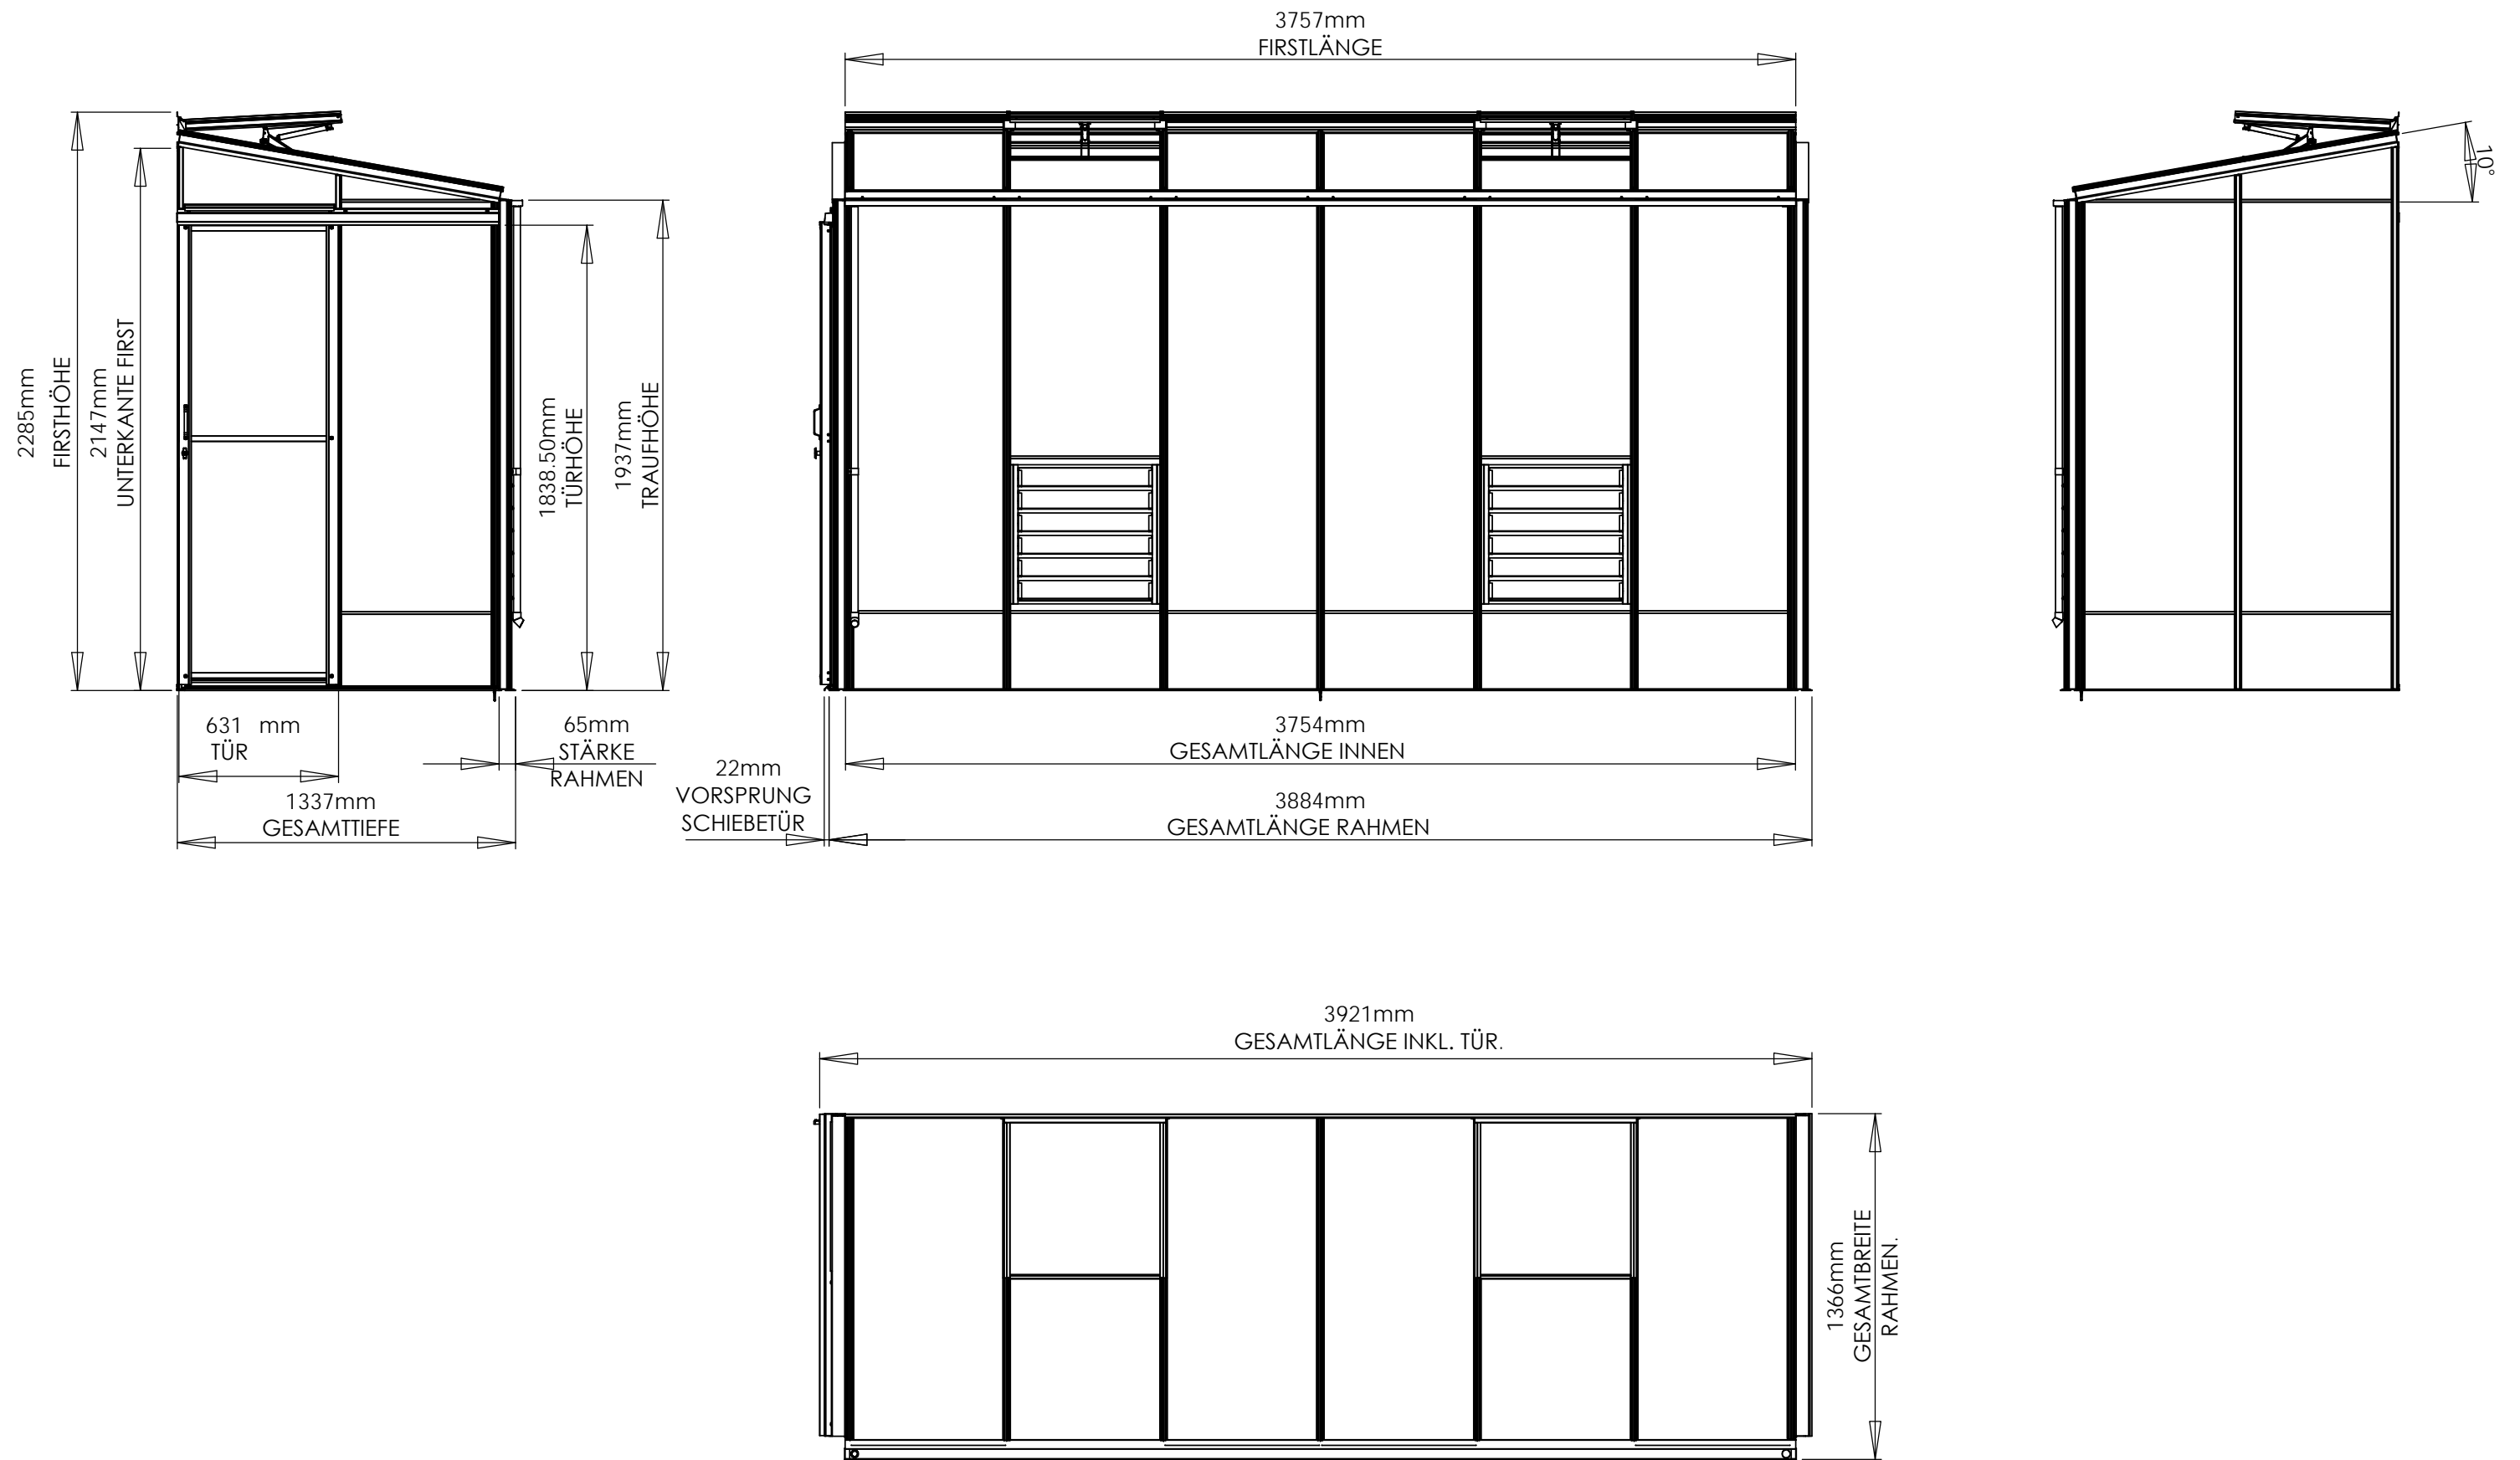 3757mm
FIRSTLÄNGE
10°
2285mm
FIRSTHÖHE
2147mm
UNTERKANTE FIRST
1838.50mm
TÜRHÖHE
1937mm
TRAUFHÖHE
631 mm
TÜR
65mm
STÄRKE
RAHMEN
1337mm
GESAMTTIEFE
22mm
VORSPRUNG
SCHIEBETÜR
3754mm
GESAMTLÄNGE INNEN
3884mm
GESAMTLÄNGE RAHMEN
3921mm
GESAMTLÄNGE INKL. TÜR.
1366mm
GESAMTBREITE
RAHMEN.